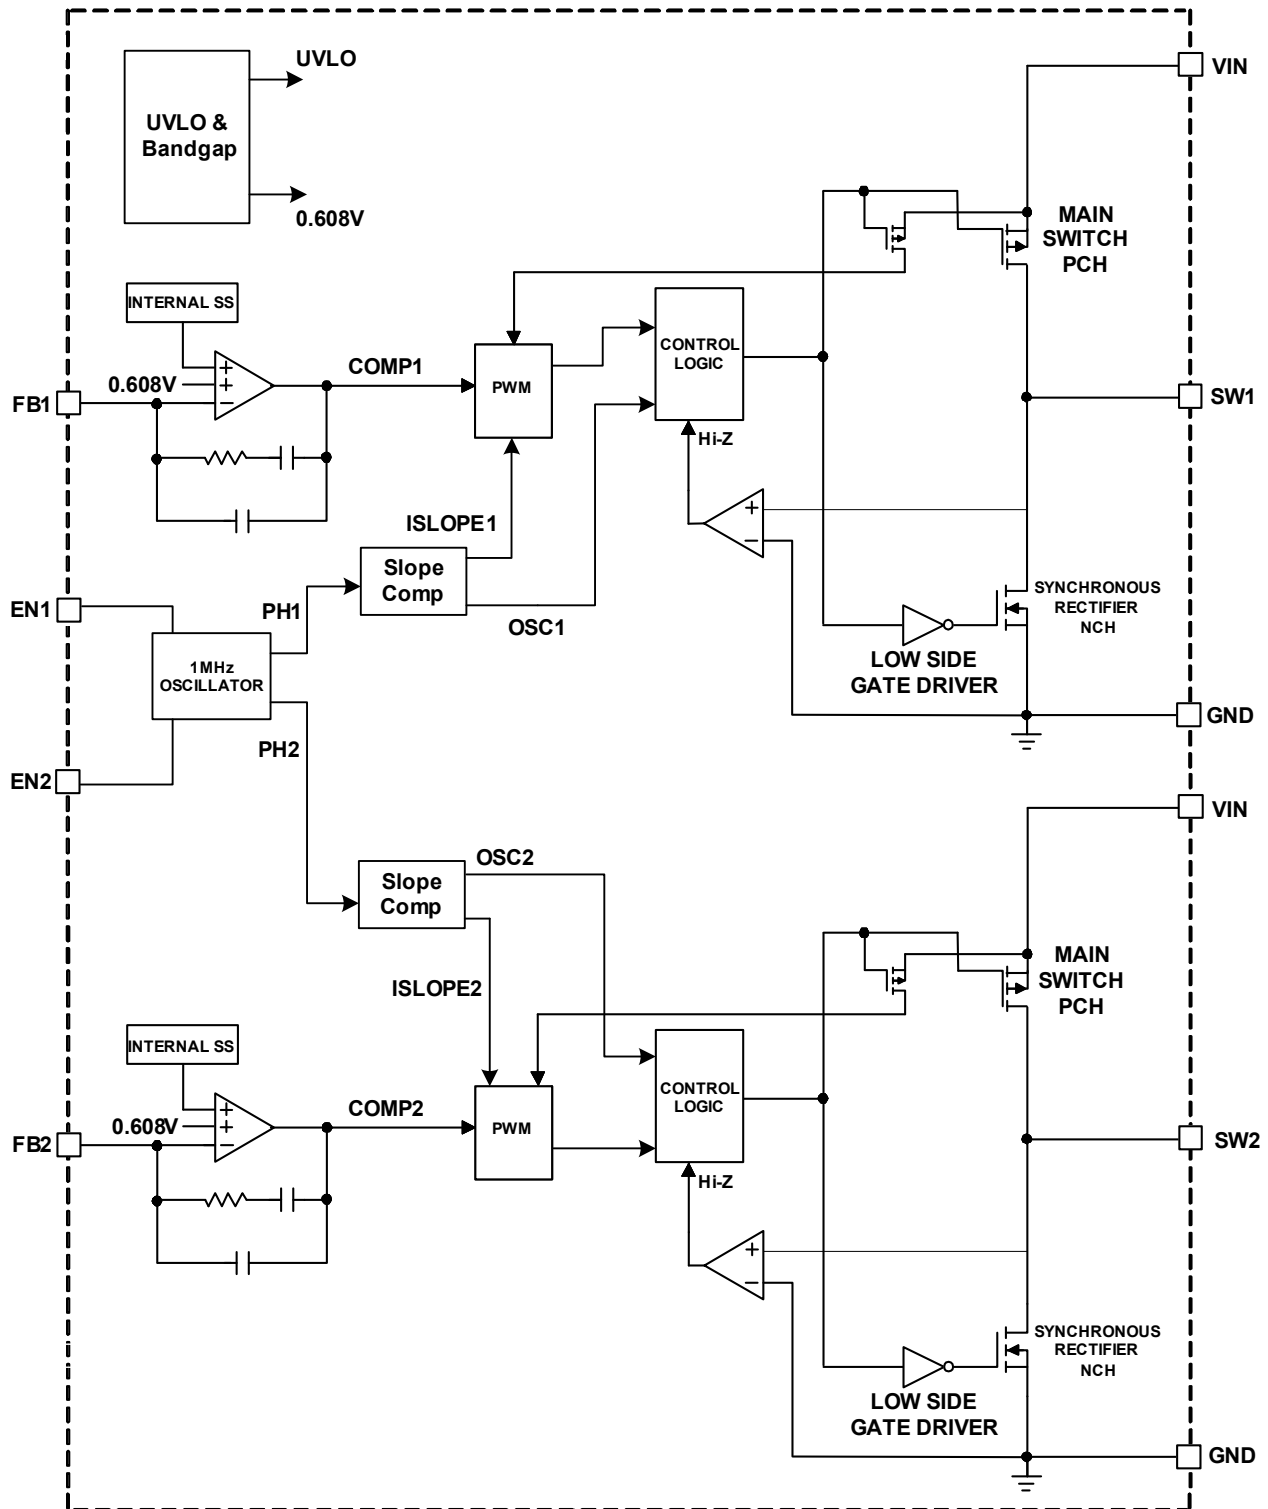 UVLO
VIN
UVLO &
Bandgap
0.608V
MAIN
SWITCH
PCH
INTERNAL SS
CONTROL
LOGIC
COMP1
PWM
+
0.608V
+
FB1
−
SW1
Hi-Z
+
−
ISLOPE1
Slope
Comp
EN1
PH1
OSC1
SYNCHRONOUS
RECTIFIER
NCH
1MHz
OSCILLATOR
LOW SIDE
GATE DRIVER
GND
PH2
EN2
VIN
OSC2
Slope
Comp
MAIN
SWITCH
PCH
ISLOPE2
INTERNAL SS
CONTROL
LOGIC
COMP2
PWM
+
0.608V
+
FB2
−
SW2
Hi-Z
+
−
SYNCHRONOUS
RECTIFIER
NCH
LOW SIDE
GATE DRIVER
GND